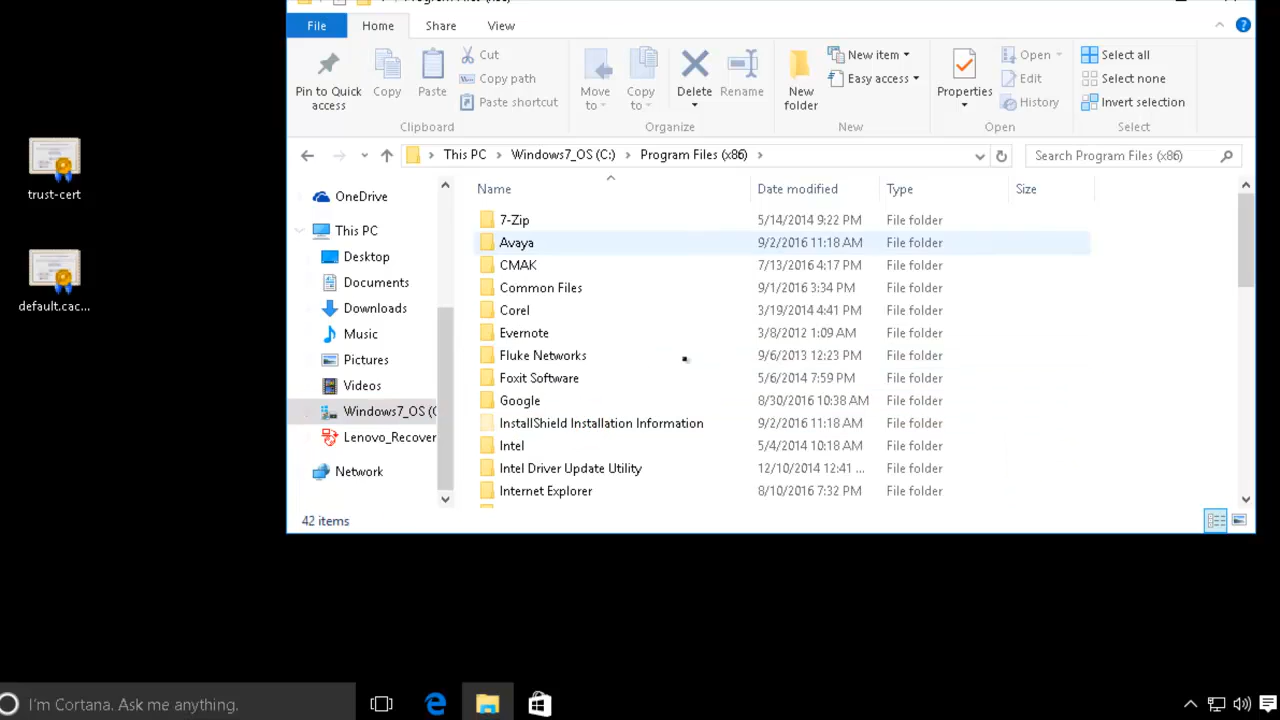 File Home Share View
Pin to Quick access
Copy
Paste
Cut
Copy path
Paste shortcut
Clipboard
Move to
Copy to
Delete
Rename
Organize
New folder
New item
Easy access
New
Properties
Open
Edit
History
Open
Select all
Select none
Invert selection
Select
This PC > Windows7_OS (C:) > Program Files (x86) >
Search Program Files (x86)
OneDrive
This PC
Desktop
Documents
Downloads
Music
Pictures
Videos
Windows7_OS (C
Lenovo_Recover
Network
Name Date modified Type Size
7-Zip 5/14/2014 9:22 PM File folder
Avaya 9/2/2016 11:18 AM File folder
CMAK 7/13/2016 4:17 PM File folder
Common Files 9/1/2016 3:34 PM File folder
Corel 3/19/2014 4:41 PM File folder
Evernote 3/8/2012 1:09 AM File folder
Fluke Networks 9/6/2013 12:23 PM File folder
Foxit Software 5/6/2014 7:59 PM File folder
Google 8/30/2016 10:38 AM File folder
InstallShield Installation Information 9/2/2016 11:18 AM File folder
Intel 5/4/2014 10:18 AM File folder
Intel Driver Update Utility 12/10/2014 12:41 ... File folder
Internet Explorer 8/10/2016 7:32 PM File folder
42 items
trust-cert
default.cac...
I'm Cortana. Ask me anything.